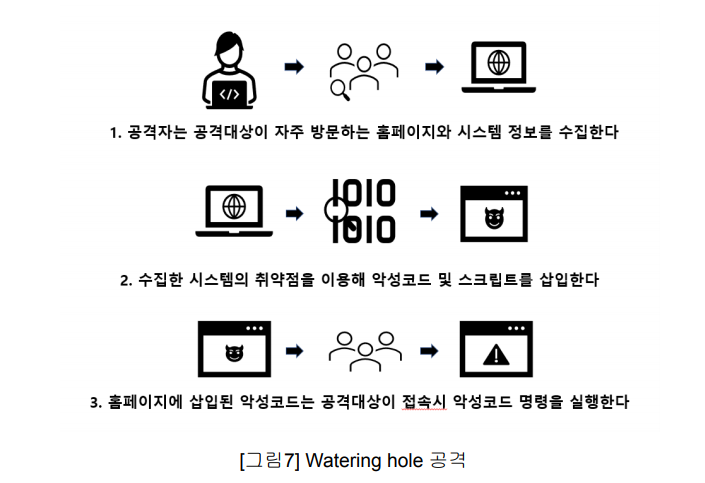 </>
1. 공격자는 공격대상이 자주 방문하는 홈페이지와 시스템 정보를 수집한다
1010
1010
2. 수집한 시스템의 취약점을 이용해 악성코드 및 스크립트를 삽입한다
3. 홈페이지에 삽입된 악성코드는 공격대상이 접속시 악성코드 명령을 실행한다
[그림7] Watering hole 공격